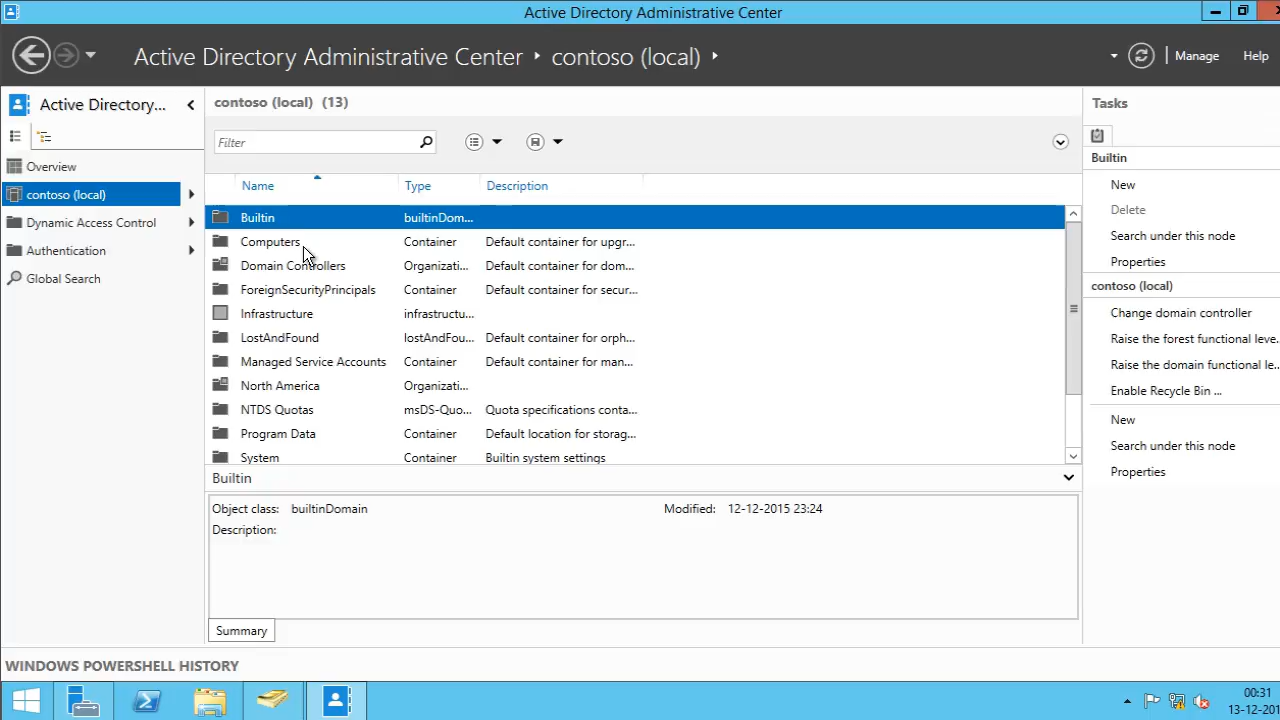 Active Directory Administrative Center
Active Directory Administrative Center ‣ contoso (local) ‣
Manage
Help
Active Directory...
Overview
contoso (local)
Dynamic Access Control
Authentication
Global Search
contoso (local) (13)
Filter
Name Type Description
Builtin builtinDom...
Computers Container Default container for upgr...
Domain Controllers Organizati... Default container for dom...
ForeignSecurityPrincipals Container Default container for secur...
Infrastructure infrastructu...
LostAndFound lostAndFou... Default container for orph...
Managed Service Accounts Container Default container for man...
North America Organizati...
NTDS Quotas msDS-Quo... Quota specifications conta...
Program Data Container Default location for storag...
System Container Builtin system settings
Builtin
Object class: builtinDomain Modified: 12-12-2015 23:24
Description:
Summary
Tasks
Builtin
New
Delete
Search under this node
Properties
contoso (local)
Change domain controller
Raise the forest functional leve...
Raise the domain functional le...
Enable Recycle Bin ...
New
Search under this node
Properties
WINDOWS POWERSHELL HISTORY
00:31
13-12-201